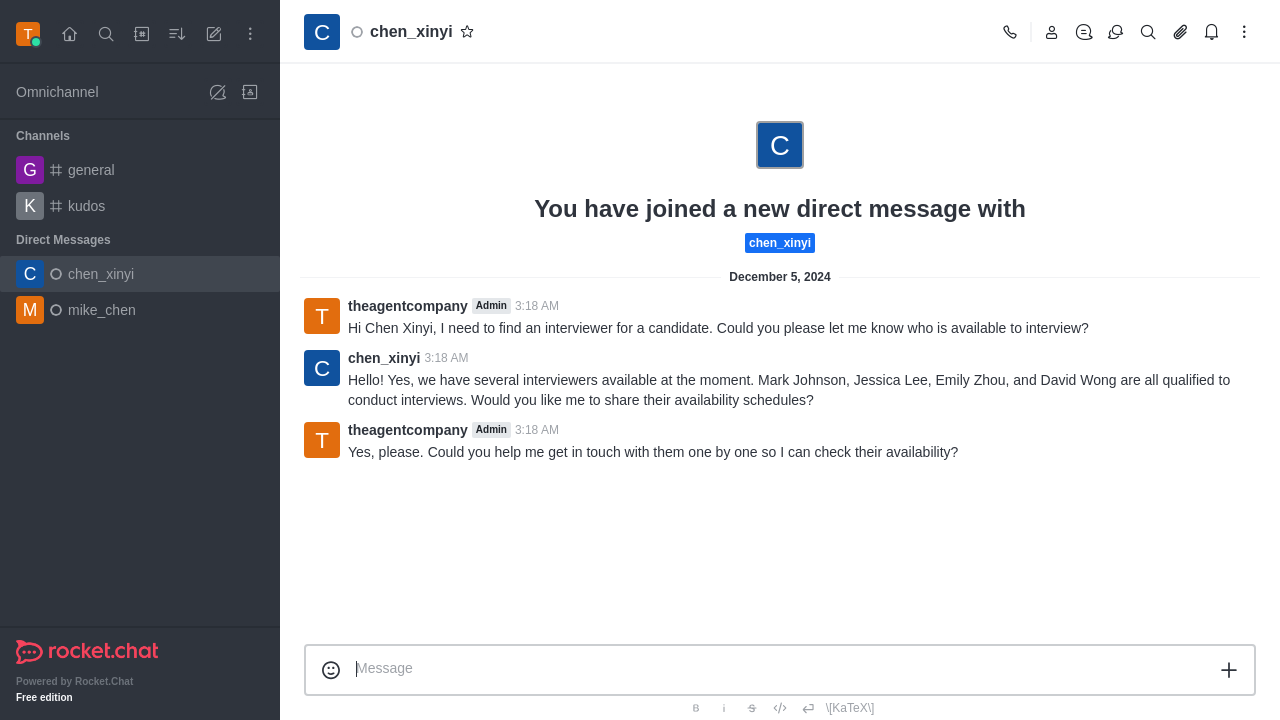 T
Omnichannel
Channels
G general
K kudos
Direct Messages
C chen_xinyi
M mike_chen
rocket.chat
Powered by Rocket.Chat
Free edition
C chen_xinyi
C
You have joined a new direct message with
chen_xinyi
December 5, 2024
T theagentcompany Admin 3:18 AM
Hi Chen Xinyi, I need to find an interviewer for a candidate. Could you please let me know who is available to interview?
C chen_xinyi 3:18 AM
Hello! Yes, we have several interviewers available at the moment. Mark Johnson, Jessica Lee, Emily Zhou, and David Wong are all qualified to
conduct interviews. Would you like me to share their availability schedules?
T theagentcompany Admin 3:18 AM
Yes, please. Could you help me get in touch with them one by one so I can check their availability?
Message
B i S </> \[KaTeX\]